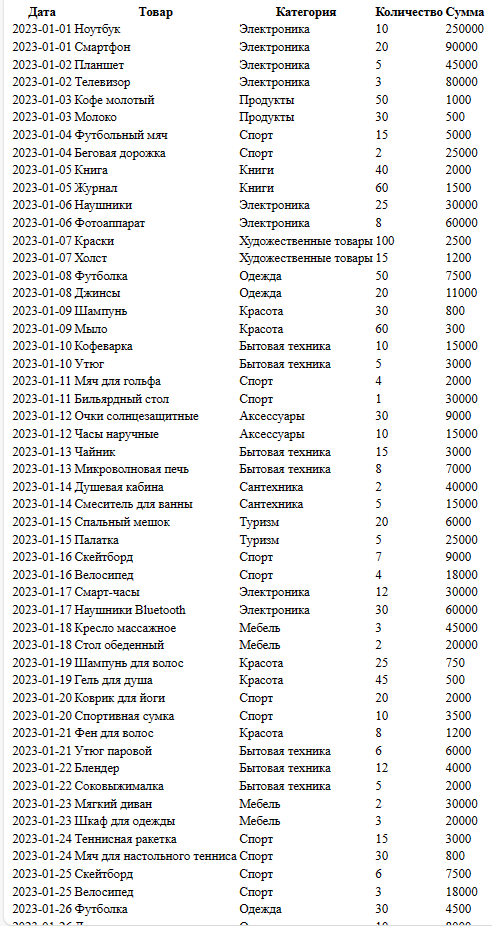 Дата Товар Категория Количество Сумма
2023-01-01 Ноутбук Электроника 10 250000
2023-01-01 Смартфон Электроника 20 90000
2023-01-02 Планшет Электроника 5 45000
2023-01-02 Телевизор Электроника 3 80000
2023-01-03 Кофе молотый Продукты 50 1000
2023-01-03 Молоко Продукты 30 500
2023-01-04 Футбольный мяч Спорт 15 5000
2023-01-04 Беговая дорожка Спорт 2 25000
2023-01-05 Книга Книги 40 2000
2023-01-05 Журнал Книги 60 1500
2023-01-06 Наушники Электроника 25 30000
2023-01-06 Фотоаппарат Электроника 8 60000
2023-01-07 Краски Художественные товары 100 2500
2023-01-07 Холст Художественные товары 15 1200
2023-01-08 Футболка Одежда 50 7500
2023-01-08 Джинсы Одежда 20 11000
2023-01-09 Шампунь Красота 30 800
2023-01-09 Мыло Красота 60 300
2023-01-10 Кофеварка Бытовая техника 10 15000
2023-01-10 Утюг Бытовая техника 5 3000
2023-01-11 Мяч для гольфа Спорт 4 2000
2023-01-11 Бильярдный стол Спорт 1 30000
2023-01-12 Очки солнцезащитные Аксессуары 30 9000
2023-01-12 Часы наручные Аксессуары 10 15000
2023-01-13 Чайник Бытовая техника 15 3000
2023-01-13 Микроволновая печь Бытовая техника 8 7000
2023-01-14 Душевая кабина Сантехника 2 40000
2023-01-14 Смеситель для ванны Сантехника 5 15000
2023-01-15 Спальный мешок Туризм 20 6000
2023-01-15 Палатка Туризм 5 25000
2023-01-16 Скейтборд Спорт 7 9000
2023-01-16 Велосипед Спорт 4 18000
2023-01-17 Смарт-часы Электроника 12 30000
2023-01-17 Наушники Bluetooth Электроника 30 60000
2023-01-18 Кресло массажное Мебель 3 45000
2023-01-18 Стол обеденный Мебель 2 20000
2023-01-19 Шампунь для волос Красота 25 750
2023-01-19 Гель для душа Красота 45 500
2023-01-20 Коврик для йоги Спорт 20 2000
2023-01-20 Спортивная сумка Спорт 10 3500
2023-01-21 Фен для волос Красота 8 1200
2023-01-21 Утюг паровой Бытовая техника 6 6000
2023-01-22 Блендер Бытовая техника 12 4000
2023-01-22 Соковыжималка Бытовая техника 5 2000
2023-01-23 Мягкий диван Мебель 2 30000
2023-01-23 Шкаф для одежды Мебель 3 20000
2023-01-24 Теннисная ракетка Спорт 15 3000
2023-01-24 Мяч для настольного тенниса Спорт 30 800
2023-01-25 Скейтборд Спорт 6 7500
2023-01-25 Велосипед Спорт 3 18000
2023-01-26 Футболка Одежда 30 4500